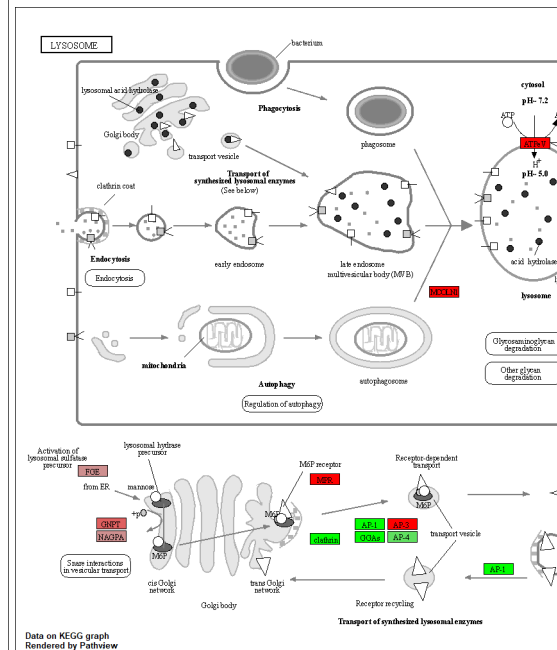 LYSOSOME
bacterium
lysosomal acid hydrolase
Golbi body
Phagocytosis
phagosome
cytosol
pH~ 7.2
ATP
ATPeV
H+
pH~ 5.0
transport vesicle
Transport of
synthesized lysosomal enzymes
(See below)
clathrin coat
Endocytosis
Endocytosis
early endosome
late endosome
multivesicular body (MVB)
acid hydrolase
lysosome
MCOLN1
mitochondria
Autophagy
Regulation of autophagy
autophagosome
Glycosaminoglycan
degradation
Other glycan
degradation
Activation of
lysosomal sulfatase
precursor
FGE
from ER
lysosomal hydrase
precursor
mannose
+p
GNPT
NAGPA
M6P
Snare interactions
in vesicular transport
cis Golgi
network
Golgi body
trans Golgi
network
M6P
M6P receptor
MPR
clathrin
AP-1
AP-3
GGAs
AP-4
Receptor-dependent
transport
M6P
transport vesicle
AP-1
Receptor recycling
Transport of synthesized lysosomal enzymes
Data on KEGG graph
Rendered by Pathview